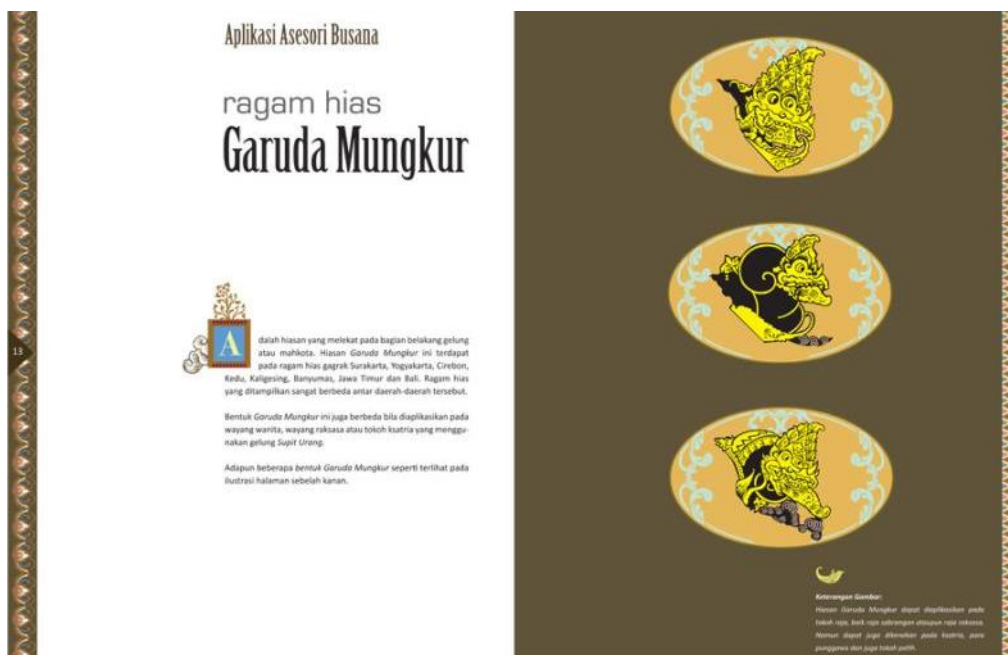 Aplikasi Asesori Busana
ragam hias
Garuda Mungkur
A
dalah hiasan yang melekat pada bagian belakang gelung
atau mahkota. Hiasan Garuda Mungkur ini terdapat
pada ragam hias gagrak Surakarta, Yogyakarta, Cirebon,
Kedu, Kaligesing, Banyumas, Jawa Timur dan Bali. Ragam hias
yang ditampilkan sangat berbeda antar daerah-daerah tersebut.
Bentuk Garuda Mungkur ini juga berbeda bila diaplikasikan pada
wayang wanita, wayang raksasa atau tokoh ksatria yang menggu-
nakan gelung Supit Urang.
Adapun beberapa bentuk Garuda Mungkur seperti terlihat pada
ilustrasi halaman sebelah kanan.
13
Keterangan Gambar:
Hiasan Garuda Mungkur dapat diaplikasikan pada
tokoh raja, baik raja sabrangan ataupun raja raksasa.
Namun dapat juga dikenakan pada ksatria, para
punggawa dan juga tokoh patih.